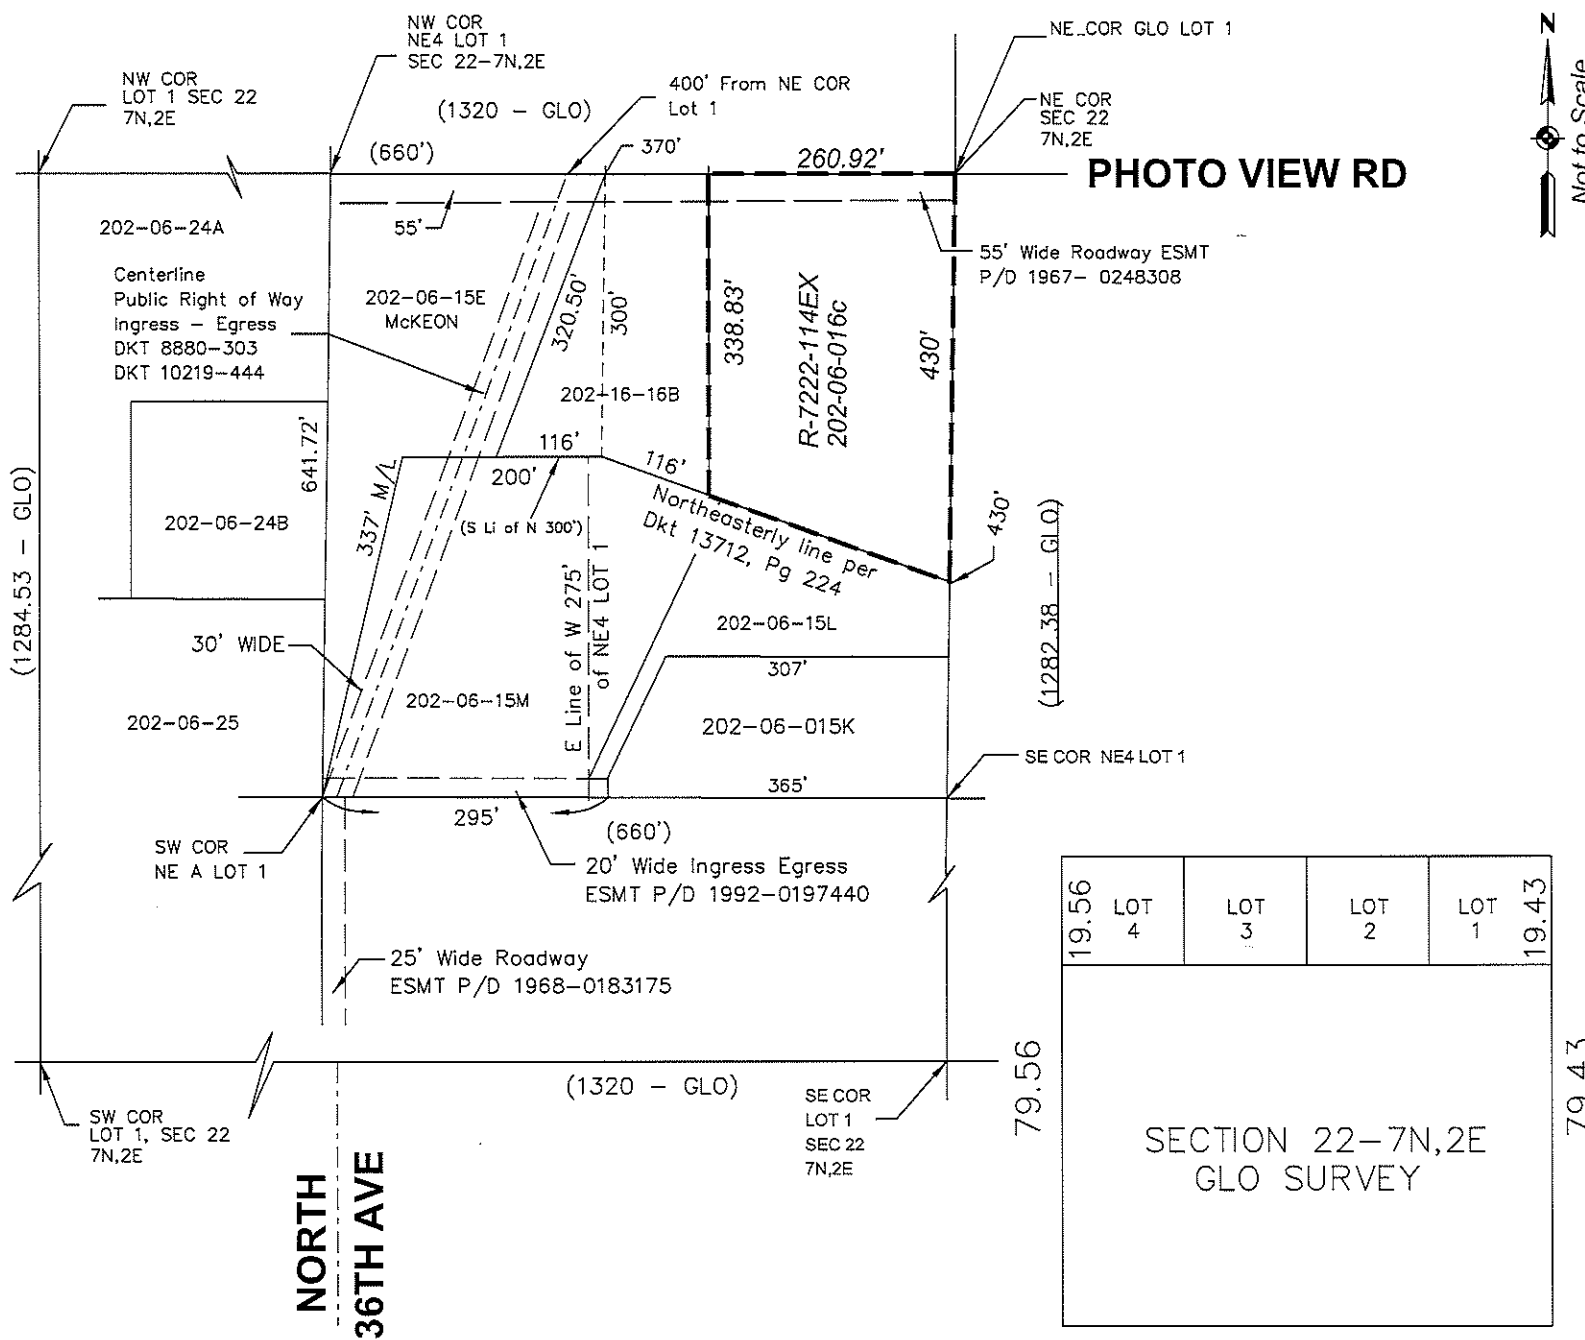 NW COR
NE4 LOT 1
SEC 22-7N,2E
NE COR GLO LOT 1
N
Not to Scale
NW COR
LOT 1 SEC 22
7N,2E
(1320 - GLO)
400' From NE COR
Lot 1
NE COR
SEC 22
7N,2E
(660')
370'
260.92'
PHOTO VIEW RD
202-06-24A
55'
55' Wide Roadway ESMT
P/D 1967- 0248308
Centerline
Public Right of Way
Ingress - Egress
DKT 8880-303
DKT 10219-444
202-06-15E
McKEON
320.50'
300'
338.83'
R-7222-114EX
202-06-016c
430'
202-16-16B
641.72'
337' M/L
116'
200'
(S Li of N 300')
116'
Northeasterly line per
Dkt 13712, Pg 224
430'
(1284.53 - GLO)
202-06-24B
E Line of W 275'
of NE4 LOT 1
(1282.38 - GLO)
30' WIDE
202-06-15L
307'
202-06-25
202-06-15M
202-06-015K
SE COR NE4 LOT 1
365'
295'
(660')
SW COR
NE A LOT 1
20' Wide Ingress Egress
ESMT P/D 1992-0197440
25' Wide Roadway
ESMT P/D 1968-0183175
19.56
LOT
4
LOT
3
LOT
2
LOT
1
19.43
(1320 - GLO)
SW COR
LOT 1, SEC 22
7N,2E
SE COR
LOT 1
SEC 22
7N,2E
79.56
79.43
SECTION 22-7N,2E
GLO SURVEY
NORTH
36TH AVE